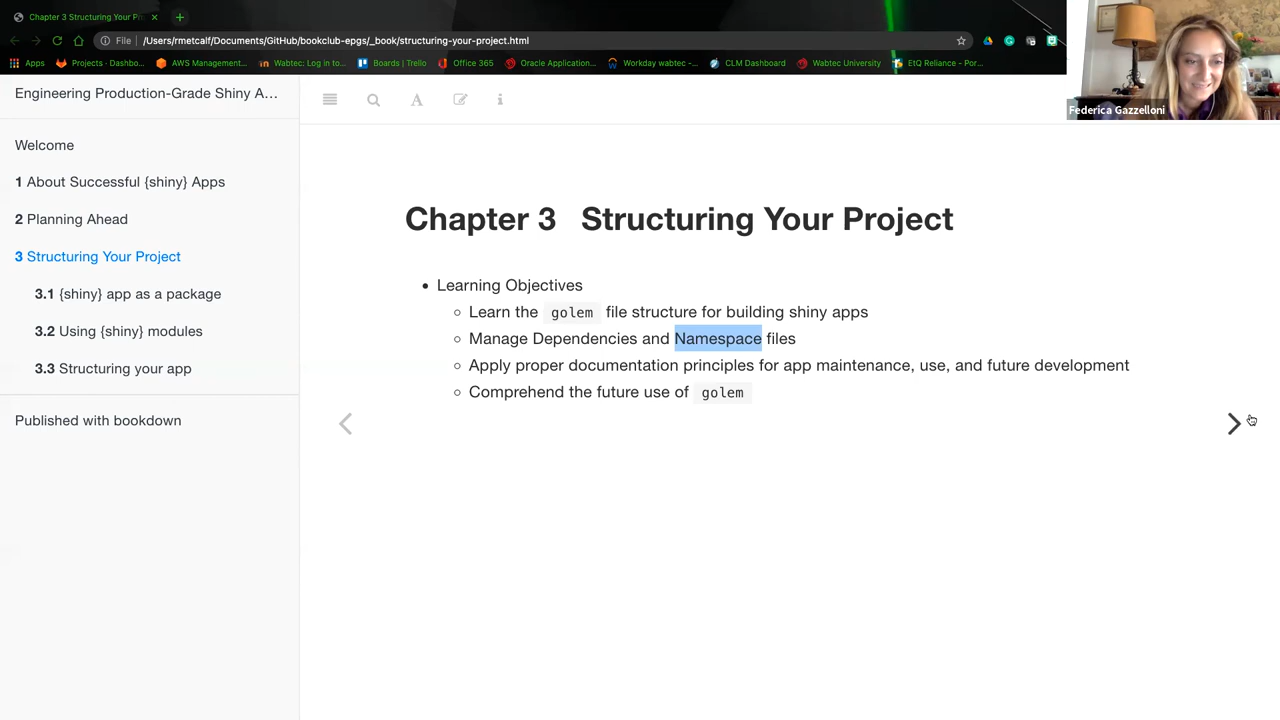 Chapter 3 Structuring Your Pr
File | /Users/rmetcalf/Documents/GitHub/bookclub-epgs/_book/structuring-your-project.html
Apps Projects · Dashbo... AWS Management... Wabtec: Log in to... Boards | Trello Office 365 Oracle Application... Workday wabtec -... CLM Dashboard Wabtec University EtQ Reliance - Por...
Federica Gazzelloni
Engineering Production-Grade Shiny A...
Welcome
1 About Successful {shiny} Apps
2 Planning Ahead
3 Structuring Your Project
3.1 {shiny} app as a package
3.2 Using {shiny} modules
3.3 Structuring your app
Published with bookdown
Chapter 3 Structuring Your Project
• Learning Objectives
○ Learn the golem file structure for building shiny apps
○ Manage Dependencies and Namespace files
○ Apply proper documentation principles for app maintenance, use, and future development
○ Comprehend the future use of golem